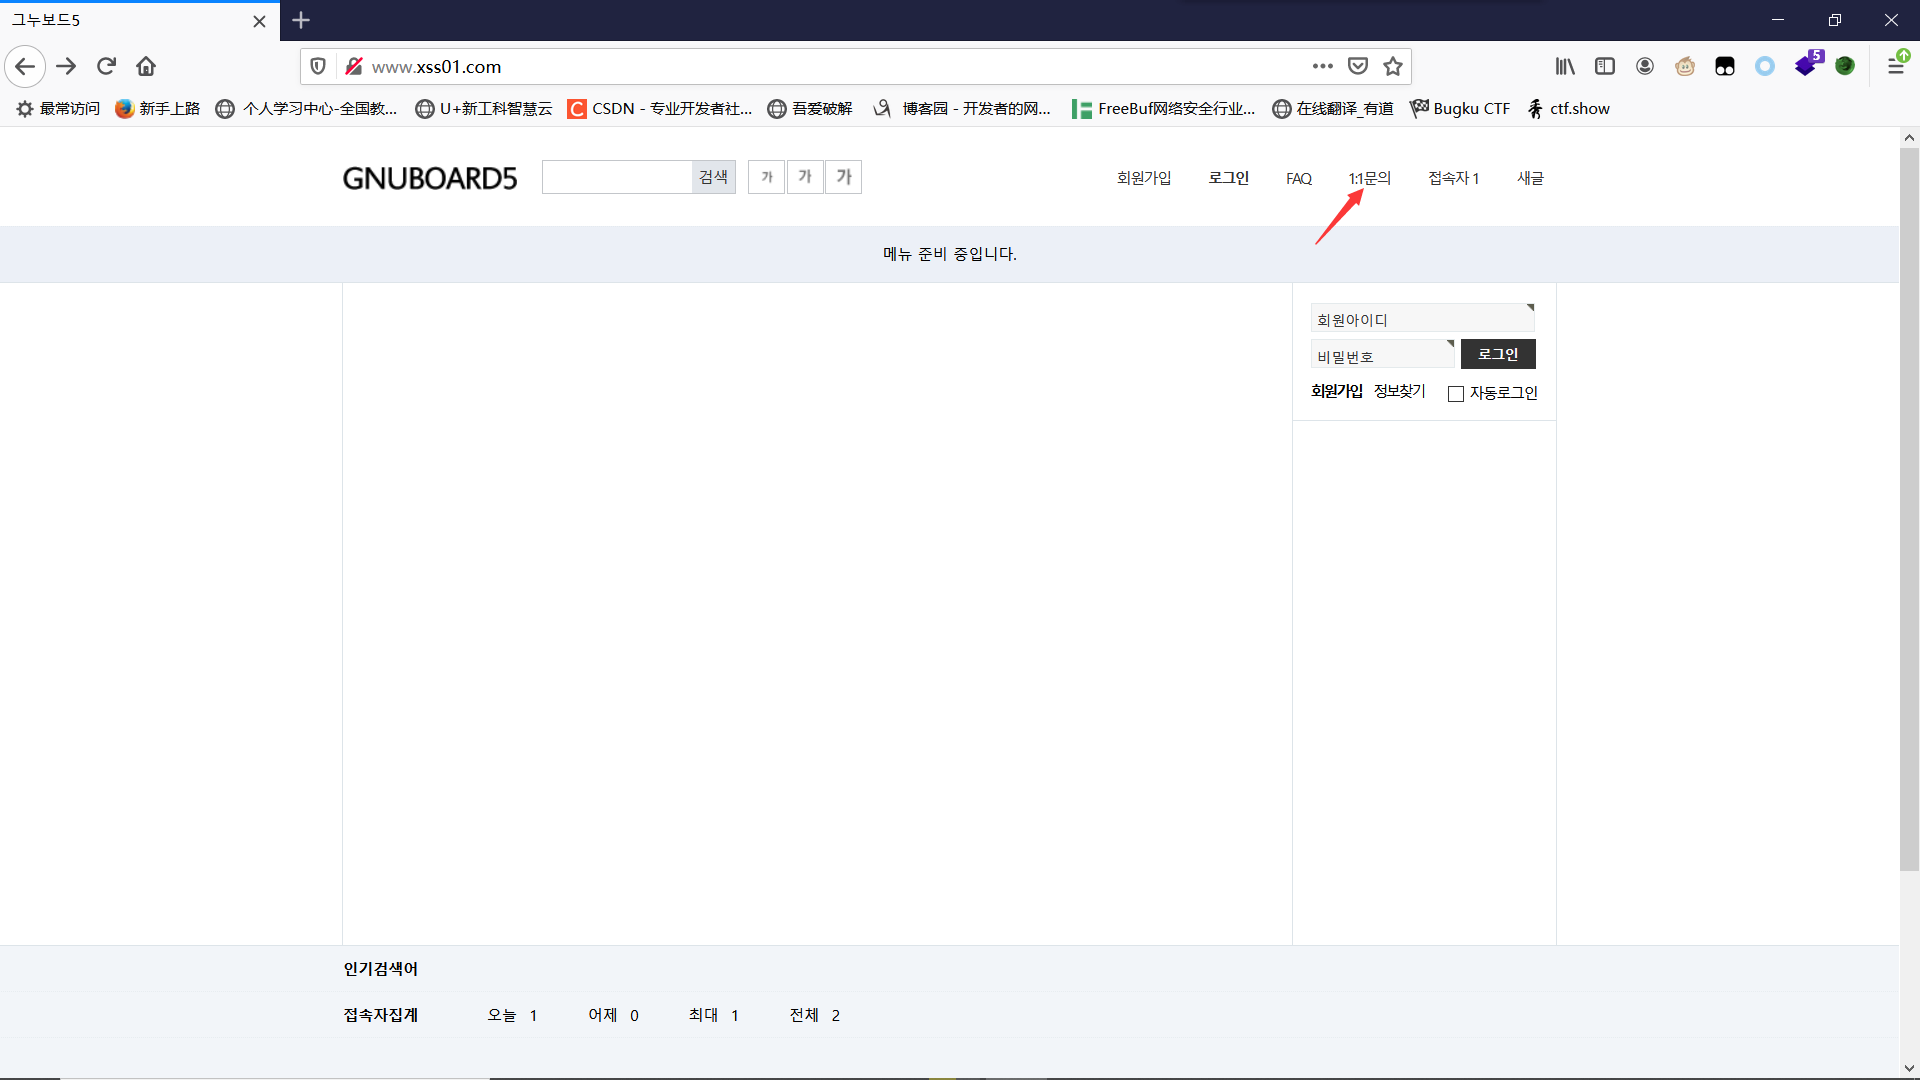 그누보드5
www.xss01.com
5
最常访问 新手上路 个人学习中心-全国教... U+新工科智慧云 CSDN - 专业开发者社... 吾爱破解 博客园 - 开发者的网... FreeBuf网络安全行业... 在线翻译_有道 Bugku CTF ctf.show
GNUBOARD5 검색 가 가 가 회원가입 로그인 FAQ 1:1문의 접속자 1 새글
메뉴 준비 중입니다.
회원아이디
비밀번호 로그인
회원가입 정보찾기 자동로그인
인기검색어
접속자집계 오늘 1 어제 0 최대 1 전체 2